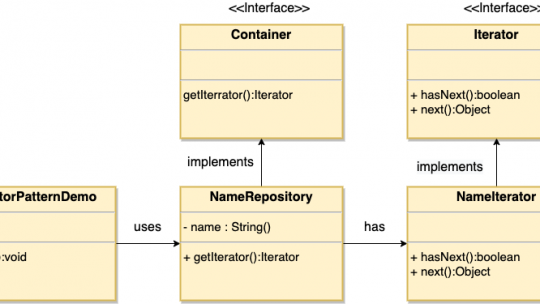 <<Interface>>
Container
getIterrator():Iterator
<<Interface>>
Iterator
+ hasNext():boolean
+ next():Object
implements
implements
torPatternDemo
):void
uses
NameRepository
- name : String()
+ getIterator():Iterator
has
NameIterator
+ hasNext():boolean
+ next():Object